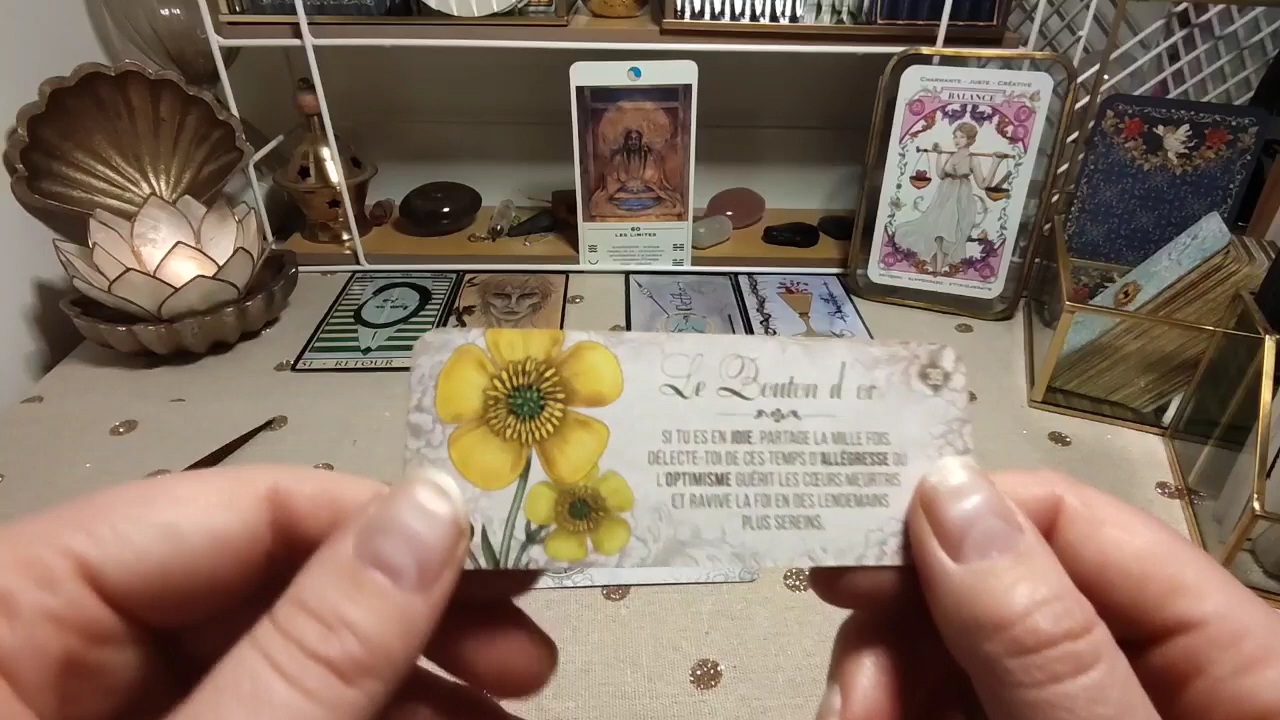 CHARMANTE - JUSTE - CRÉATIVE
BALANCE
60
LES LIMITES
51 - RETOUR -
Le Bouton d'or
SI TU ES EN JOIE, PARTAGE LA MILLE FOIS.
DÉLECTE-TOI DE CES TEMPS D'ALLÉGRESSE OU
L'OPTIMISME GUÉRIT LES CŒURS MEURTRIS
ET RAVIVE LA FOI EN DES LENDEMAINS
PLUS SEREINS.